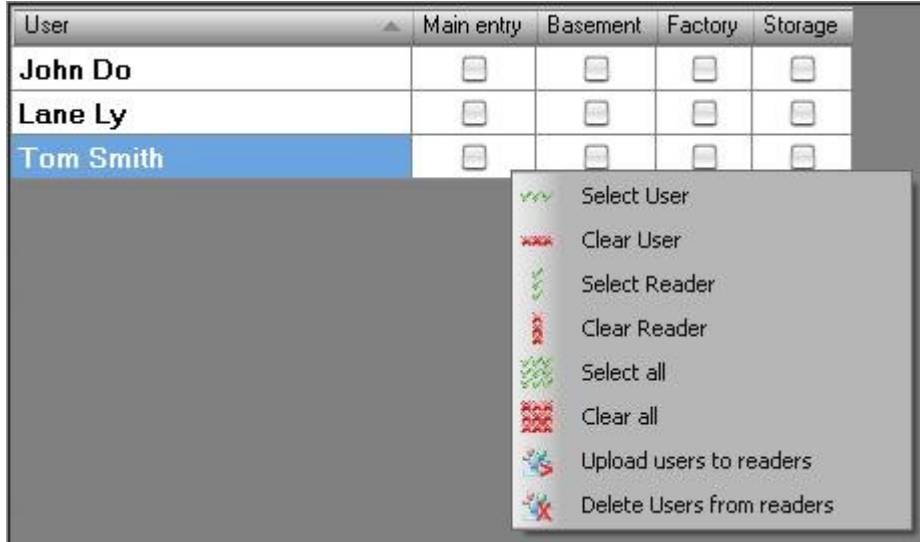 User Main entry Basement Factory Storage
John Do
Lane Ly
Tom Smith
Select User
Clear User
Select Reader
Clear Reader
Select all
Clear all
Upload users to readers
Delete Users from readers